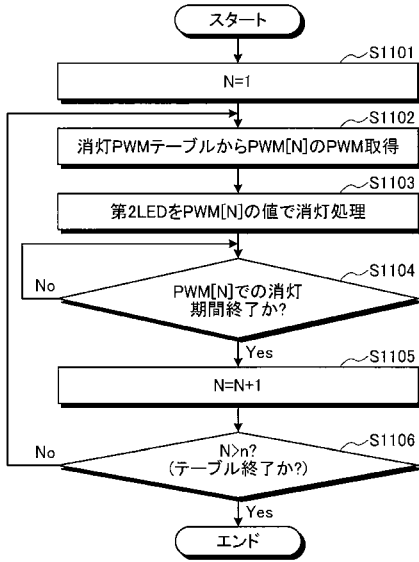 スタート
S1101
N=1
S1102
消灯PWMテーブルからPWM[N]のPWM取得
S1103
第2LEDをPWM[N]の値で消灯処理
S1104
PWM[N]での消灯
期間終了か?
No
Yes
S1105
N=N+1
S1106
N>n?
(テーブル終了か?)
No
Yes
エンド